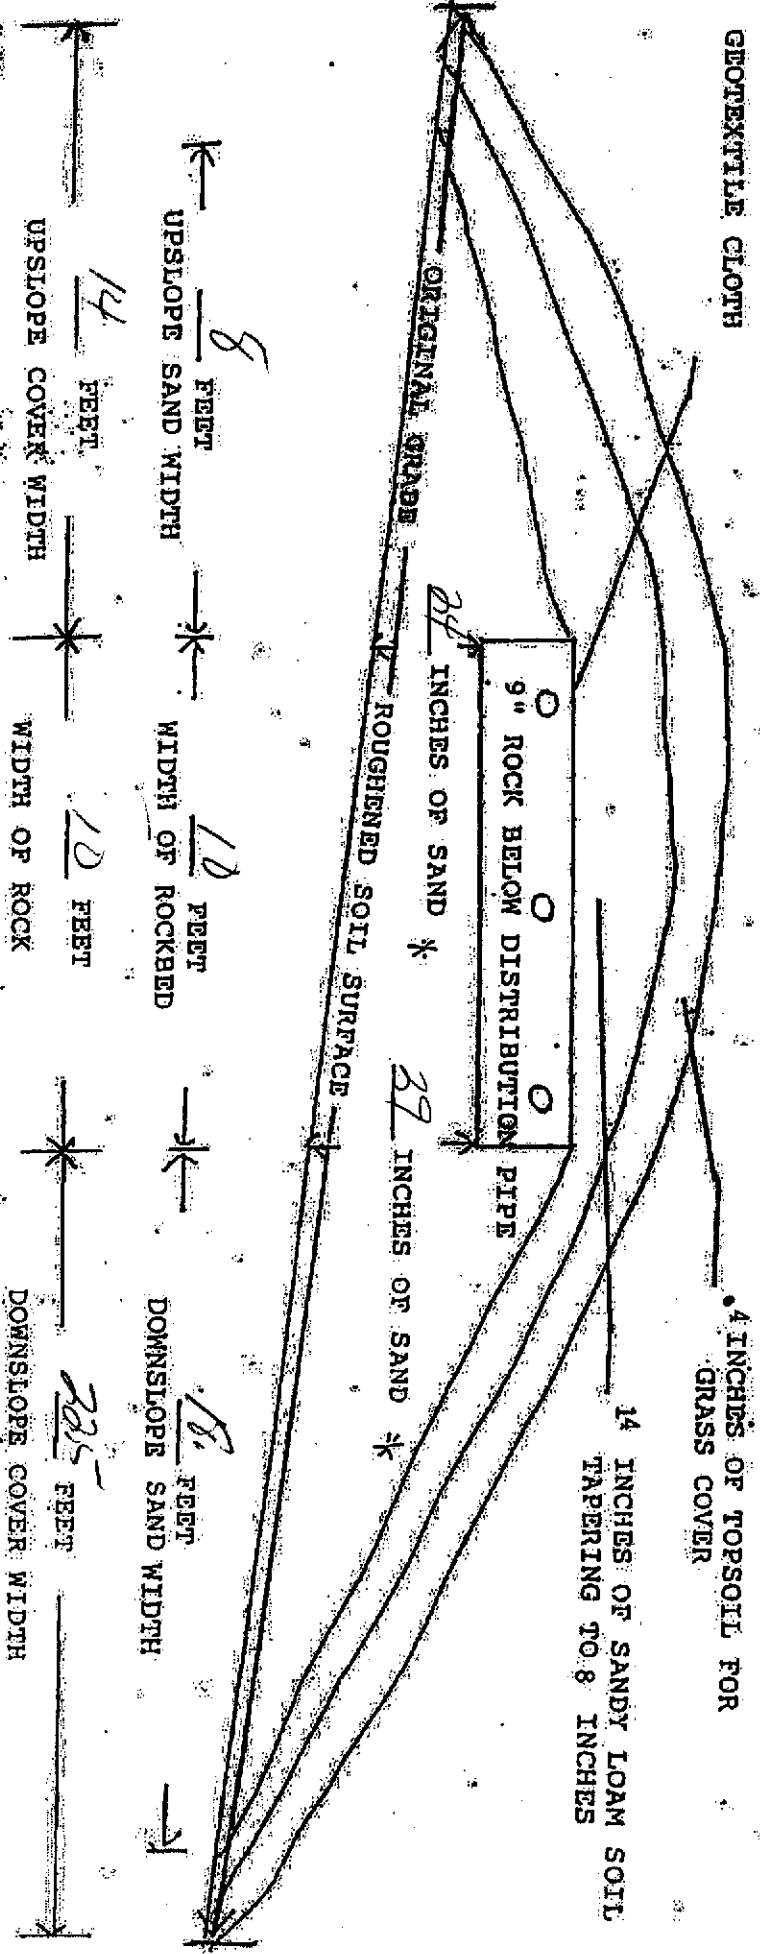 GEOTEXTILE CLOTH
4 INCHES OF TOPSOIL FOR
GRASS COVER
14 INCHES OF SANDY LOAM SOIL
TAPERING TO 8 INCHES
9" ROCK BELOW DISTRIBUTION PIPE
24 INCHES OF SAND *
39 INCHES OF SAND *
ORIGINAL GRADE
ROUGHENED SOIL SURFACE
8 FEET
UPSLOPE SAND WIDTH
10 FEET
WIDTH OF ROCKBED
18. FEET
DOWNSLOPE SAND WIDTH
14 FEET
UPSLOPE COVER WIDTH
10 FEET
WIDTH OF ROCK
FEET
DOWNSLOPE COVER WIDTH